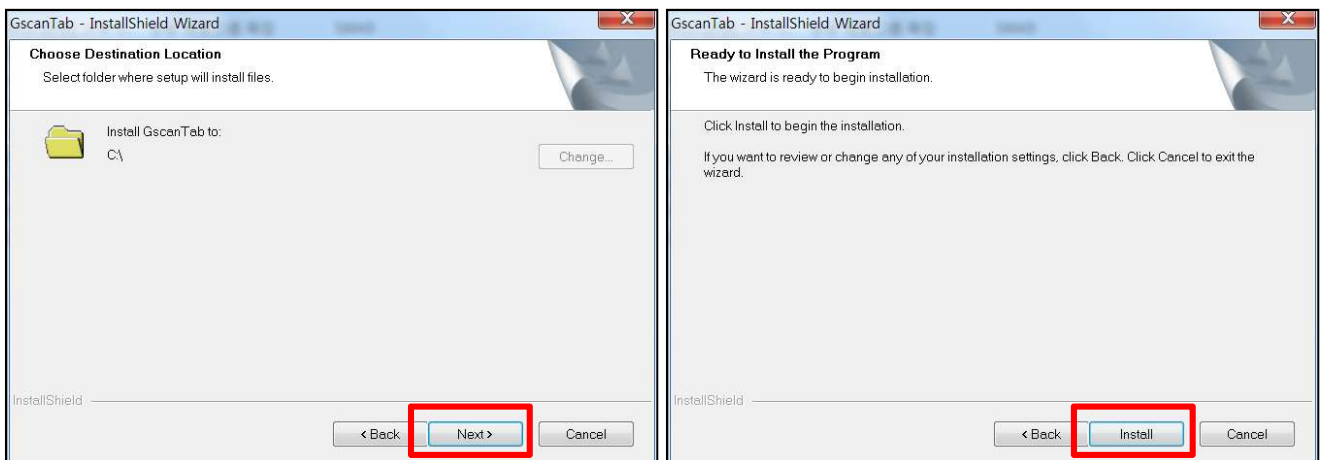 GscanTab - InstallShield Wizard
Choose Destination Location
Select folder where setup will install files.
Install GscanTab to:
C:\
Change...
InstallShield
< Back
Next >
Cancel
GscanTab - InstallShield Wizard
Ready to Install the Program
The wizard is ready to begin installation.
Click Install to begin the installation.
If you want to review or change any of your installation settings, click Back. Click Cancel to exit the
wizard.
InstallShield
< Back
Install
Cancel